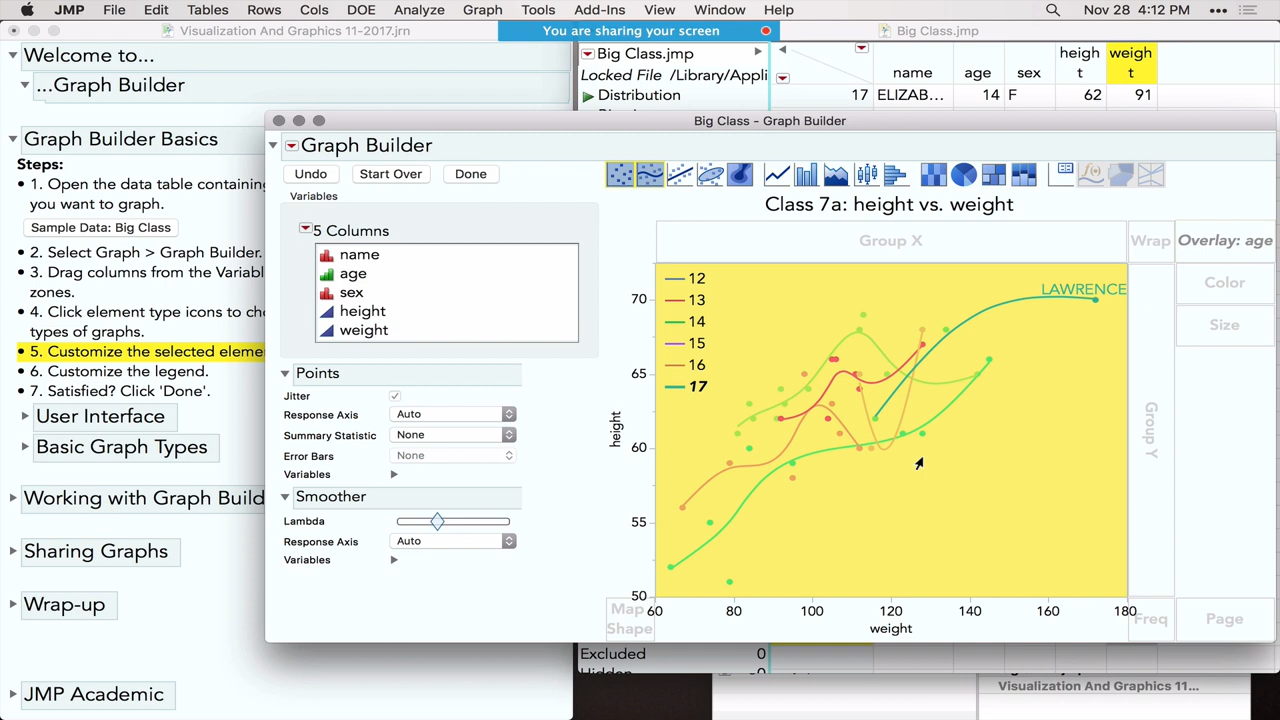 JMP File Edit Tables Rows Cols DOE Analyze Graph Tools Add-Ins View Window Help Nov 28 4:12 PM
Visualization And Graphics 11-2017.jrn
You are sharing your screen
Big Class.jmp
Welcome to...
...Graph Builder
Graph Builder Basics
Steps:
• 1. Open the data table containing
you want to graph.
Sample Data: Big Class
• 2. Select Graph > Graph Builder.
• 3. Drag columns from the Variabl
zones.
• 4. Click element type icons to ch
types of graphs.
• 5. Customize the selected eleme
• 6. Customize the legend.
• 7. Satisfied? Click 'Done'.
User Interface
Basic Graph Types
Working with Graph Build
Sharing Graphs
Wrap-up
JMP Academic
Big Class.jmp
Locked File /Library/Appli
Distribution
name age sex heigh
t weigh
t
17 ELIZAB... 14 F 62 91
Big Class - Graph Builder
Graph Builder
Undo Start Over Done
Variables
5 Columns
name
age
sex
height
weight
Points
Jitter
Response Axis Auto
Summary Statistic None
Error Bars None
Variables
Smoother
Lambda
Response Axis Auto
Variables
Class 7a: height vs. weight
Group X Wrap Overlay: age
Color
Size
12
13
14
15
16
17
LAWRENCE
70
65
60
55
50
height
Group Y
60 80 100 120 140 160 180
weight
Map
Shape
Freq
Page
Excluded 0
Hidden
Visualization And Graphics 11...